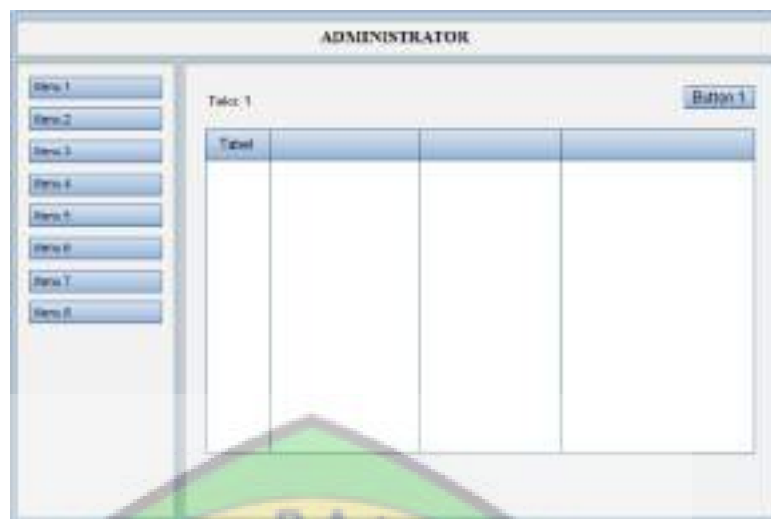 ADMINISTRATOR
Menu 1
Menu 2
Menu 3
Menu 4
Menu 5
Menu 6
Menu 7
Menu 8
Teks 1
Button 1
Tabel